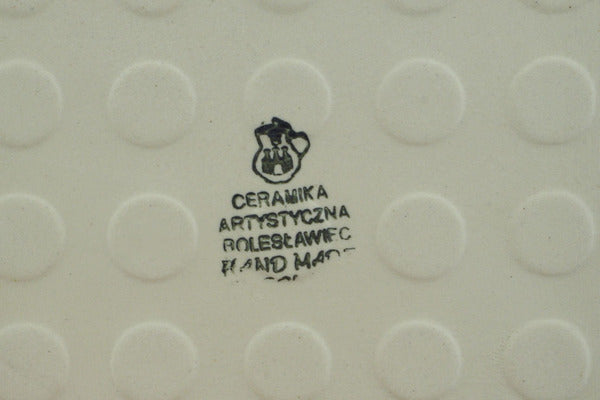 CERAMIKA
ARTYSTYCZNA
BOLESŁAWIEC
HAND MADE